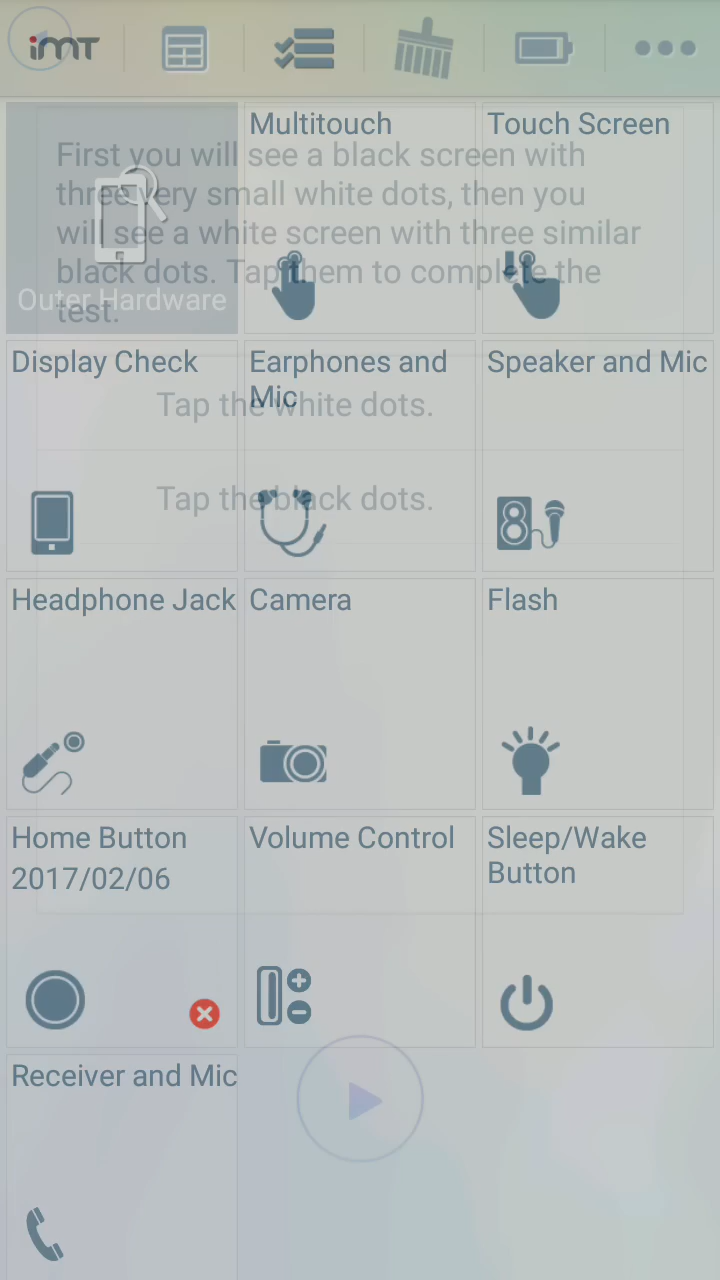 iMT
Multitouch
Touch Screen
First you will see a black screen with
three very small white dots, then you
will see a white screen with three similar
black dots. Tap them to complete the
test.
Outer Hardware
Display Check
Earphones and
Mic
Speaker and Mic
Tap the white dots.
Tap the black dots.
Headphone Jack
Camera
Flash
Home Button
2017/02/06
Volume Control
Sleep/Wake
Button
Receiver and Mic